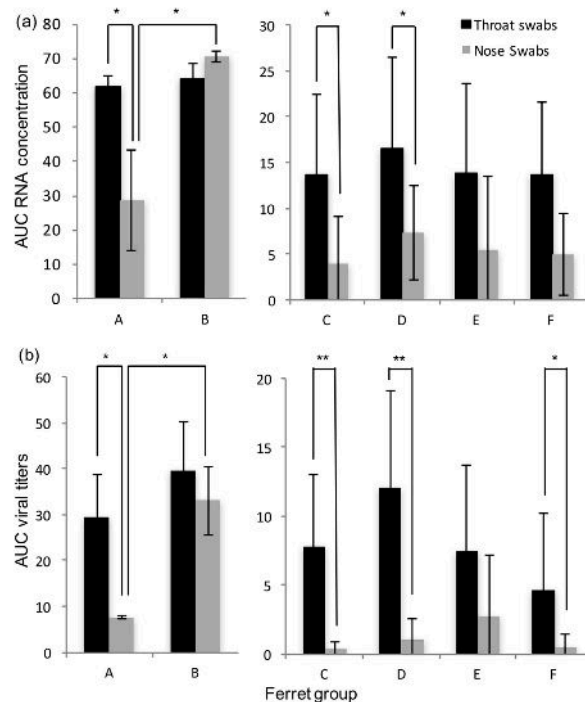 (a)
AUC RNA concentration
80
70
60
50
40
30
20
10
0
*
*
A
B
30
25
20
15
10
5
0
*
*
Throat swabs
Nose Swabs
C
D
E
F
(b)
AUC viral titers
60
50
40
30
20
10
0
*
*
A
B
20
15
10
5
0
**
**
*
C
D
E
F
Ferret group